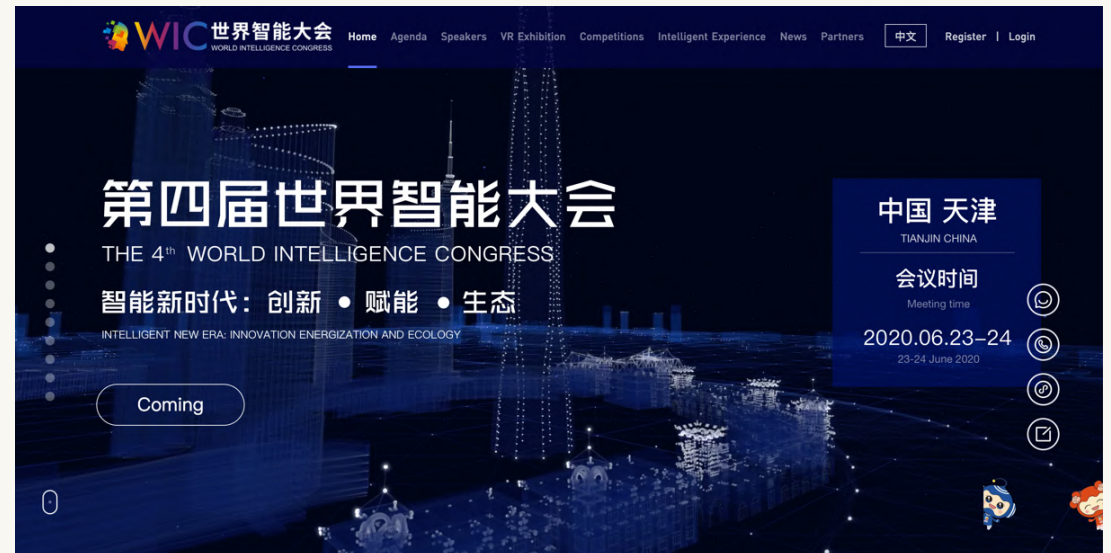 WIC 世界智能大会
WORLD INTELLIGENCE CONGRESS
Home Agenda Speakers VR Exhibition Competitions Intelligent Experience News Partners 中文 Register | Login
第四届世界智能大会
THE 4th WORLD INTELLIGENCE CONGRESS
智能新时代：创新 ● 赋能 ● 生态
INTELLIGENT NEW ERA: INNOVATION ENERGIZATION AND ECOLOGY
Coming
中国 天津
TIANJIN CHINA
会议时间
Meeting time
2020.06.23–24
23-24 June 2020